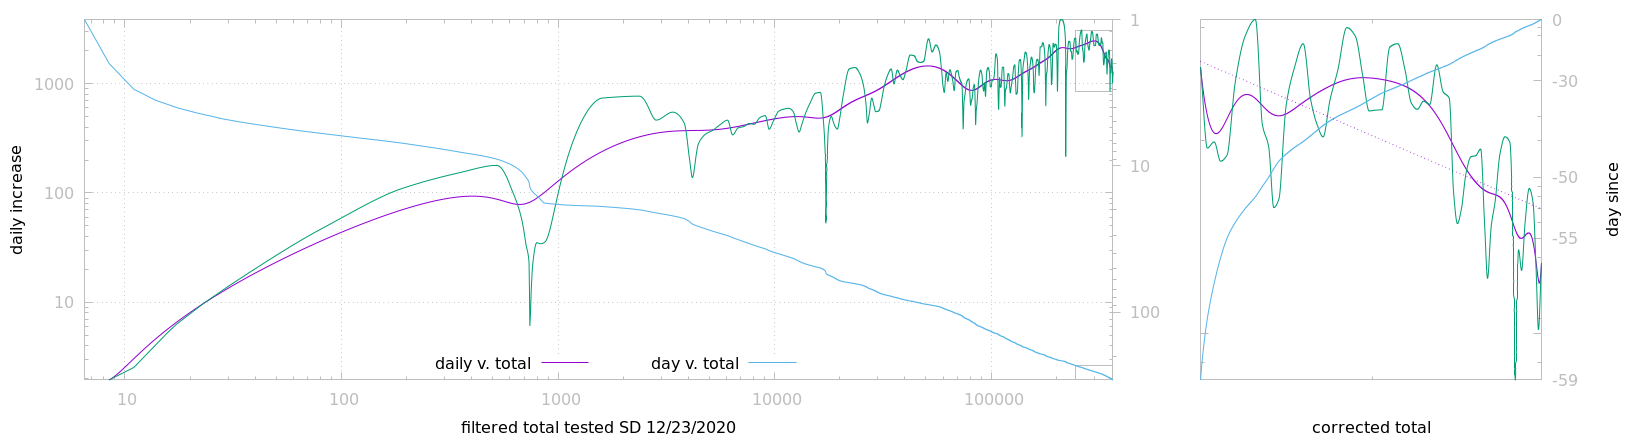 1 0
1000 -30
daily increase
10 -50
day since
100
-55
10
100
daily v. total day v. total
-59
10 100 1000 10000 100000
filtered total tested SD 12/23/2020 corrected total